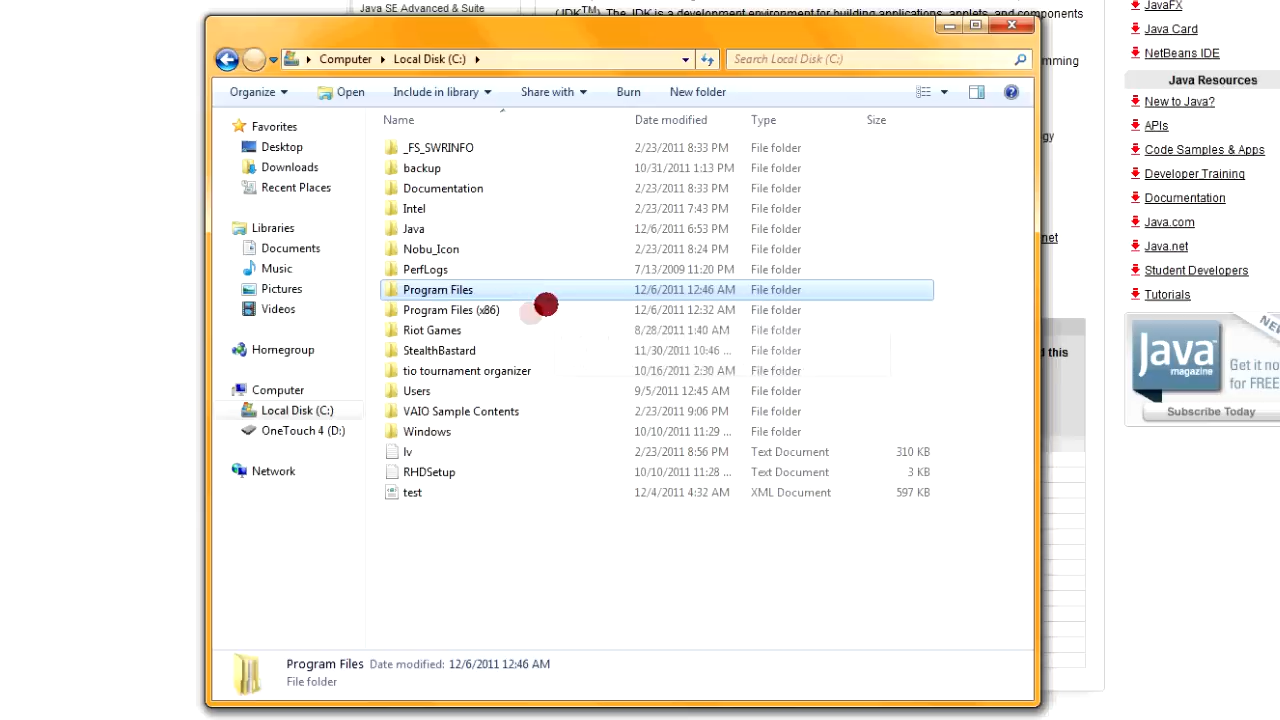 Java SE Advanced & Suite
(JDK TM). The JDK is a development environment for building applications, applets, and components
JavaFX
Java Card
NetBeans IDE
Java Resources
New to Java?
APIs
Code Samples & Apps
Developer Training
Documentation
Java.com
Java.net
Student Developers
Tutorials
Java magazine
Get it no
for FREE
NEW
Subscribe Today
Computer
Local Disk (C:)
Search Local Disk (C:)
Organize
Open
Include in library
Share with
Burn
New folder
Favorites
Desktop
Downloads
Recent Places
Libraries
Documents
Music
Pictures
Videos
Homegroup
Computer
Local Disk (C:)
OneTouch 4 (D:)
Network
Name Date modified Type Size
_FS_SWRINFO 2/23/2011 8:33 PM File folder
backup 10/31/2011 1:13 PM File folder
Documentation 2/23/2011 8:33 PM File folder
Intel 2/23/2011 7:43 PM File folder
Java 12/6/2011 6:53 PM File folder
Nobu_Icon 2/23/2011 8:24 PM File folder
PerfLogs 7/13/2009 11:20 PM File folder
Program Files 12/6/2011 12:46 AM File folder
Program Files (x86) 12/6/2011 12:32 AM File folder
Riot Games 8/28/2011 1:40 AM File folder
StealthBastard 11/30/2011 10:46 ... File folder
tio tournament organizer 10/16/2011 2:30 AM File folder
Users 9/5/2011 12:45 AM File folder
VAIO Sample Contents 2/23/2011 9:06 PM File folder
Windows 10/10/2011 11:29 ... File folder
lv 2/23/2011 8:56 PM Text Document 310 KB
RHDSetup 10/10/2011 11:28 ... Text Document 3 KB
test 12/4/2011 4:32 AM XML Document 597 KB
Program Files Date modified: 12/6/2011 12:46 AM
File folder